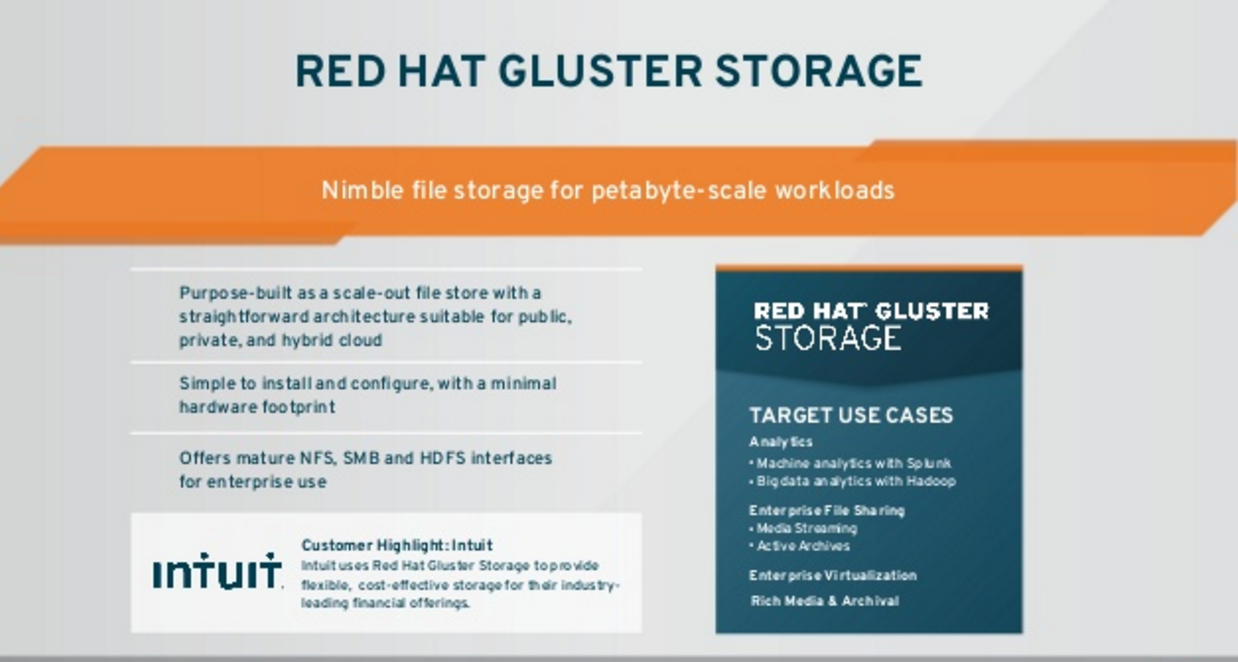 RED HAT GLUSTER STORAGE
Nimble file storage for petabyte-scale workloads
Purpose-built as a scale-out file store with a
straightforward architecture suitable for public,
private, and hybrid cloud
Simple to install and configure, with a minimal
hardware footprint
Offers mature NFS, SMB and HDFS interfaces
for enterprise use
intuit.
Customer Highlight: Intuit
Intuit uses Red Hat Gluster Storage to provide
flexible, cost-effective storage for their industry-
leading financial offerings.
RED HAT GLUSTER
STORAGE
TARGET USE CASES
Analytics
• Machine analytics with Splunk
• Big data analytics with Hadoop
Enterprise File Sharing
• Media Streaming
• Active Archives
Enterprise Virtualization
Rich Media & Archival